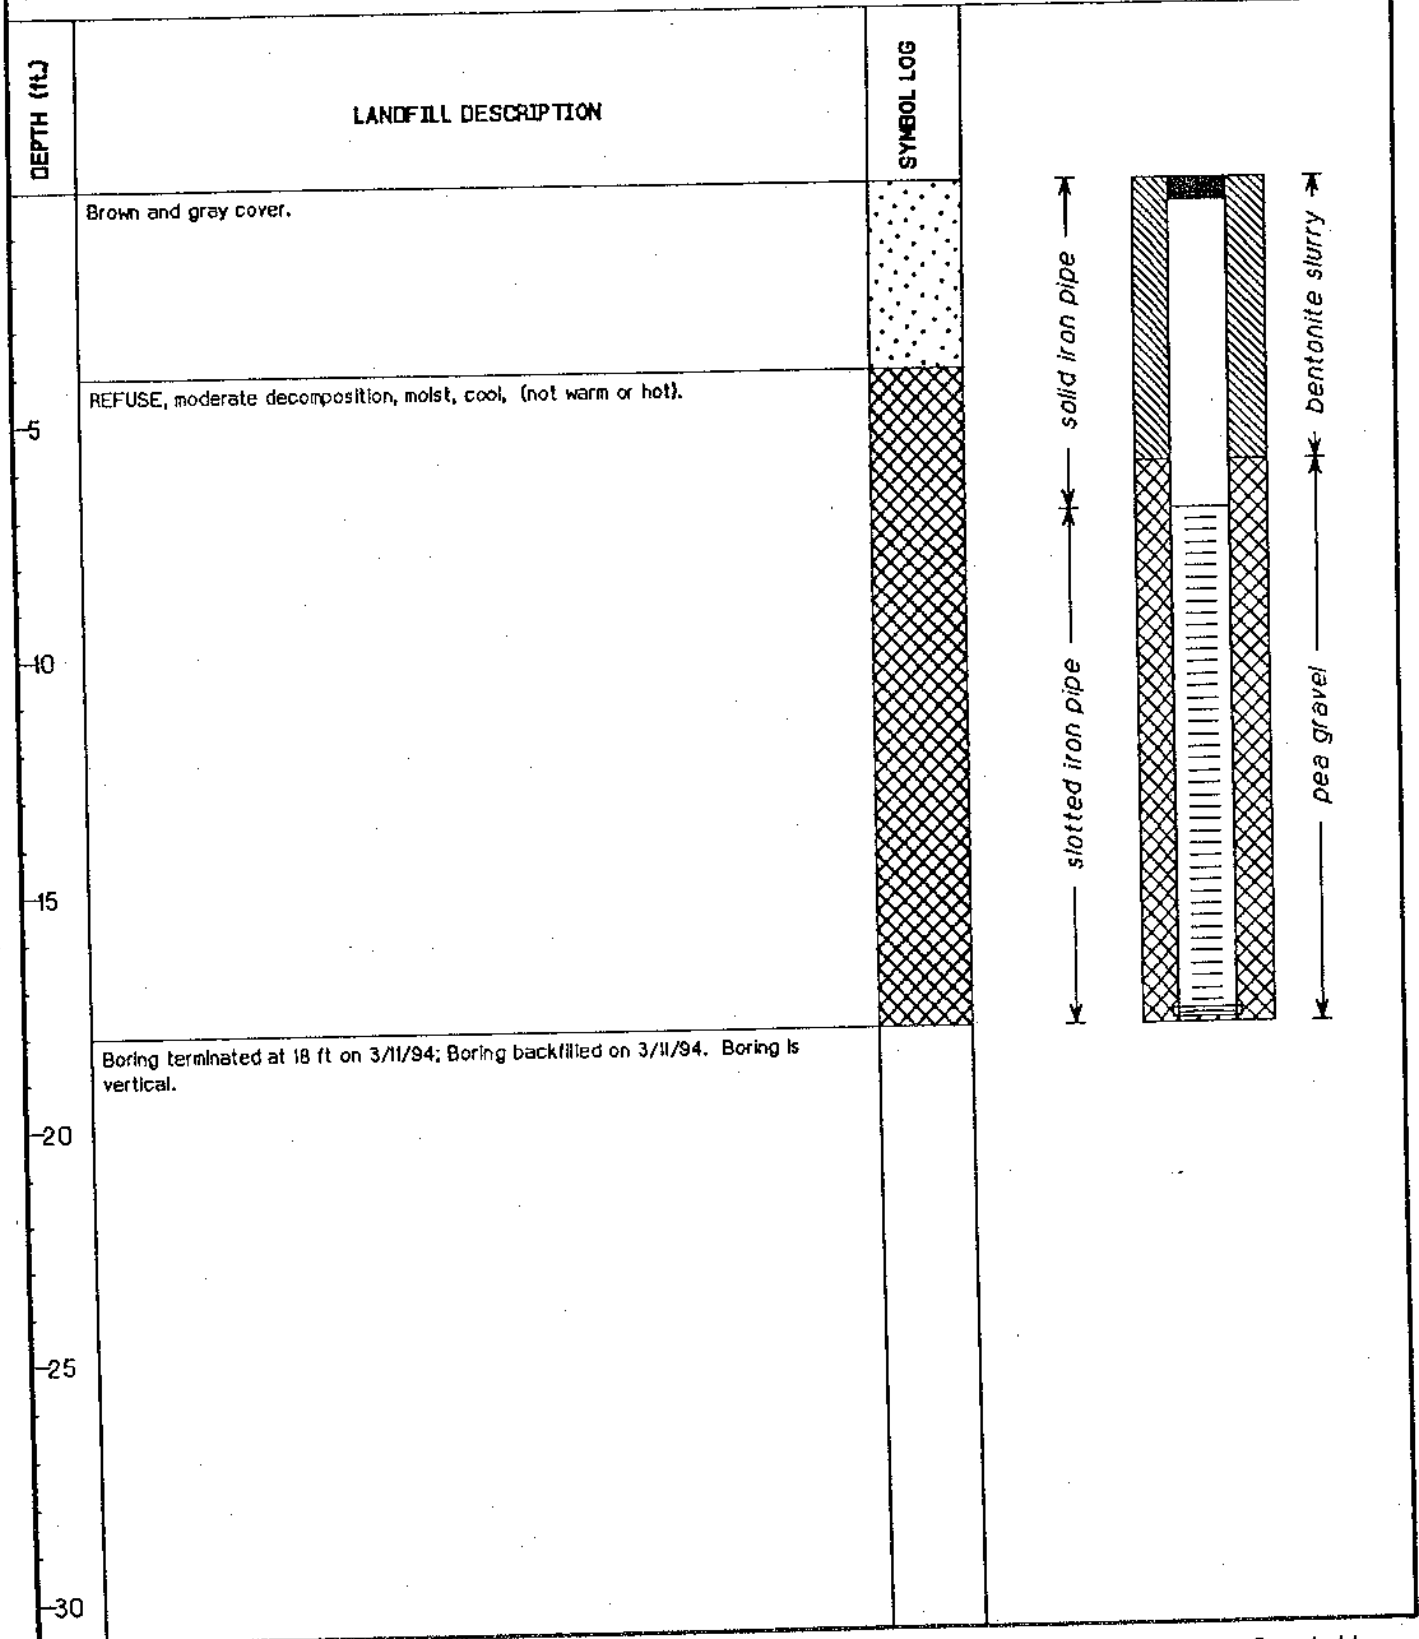 DEPTH (ft.)
LANDFILL DESCRIPTION
SYMBOL LOG
Brown and gray cover.
REFUSE, moderate decomposition, moist, cool, (not warm or hot).
5
10
15
Boring terminated at 18 ft on 3/11/94; Boring backfilled on 3/11/94. Boring is
vertical.
20
25
30
solid iron pipe
slotted iron pipe
bentonite slurry
pea gravel